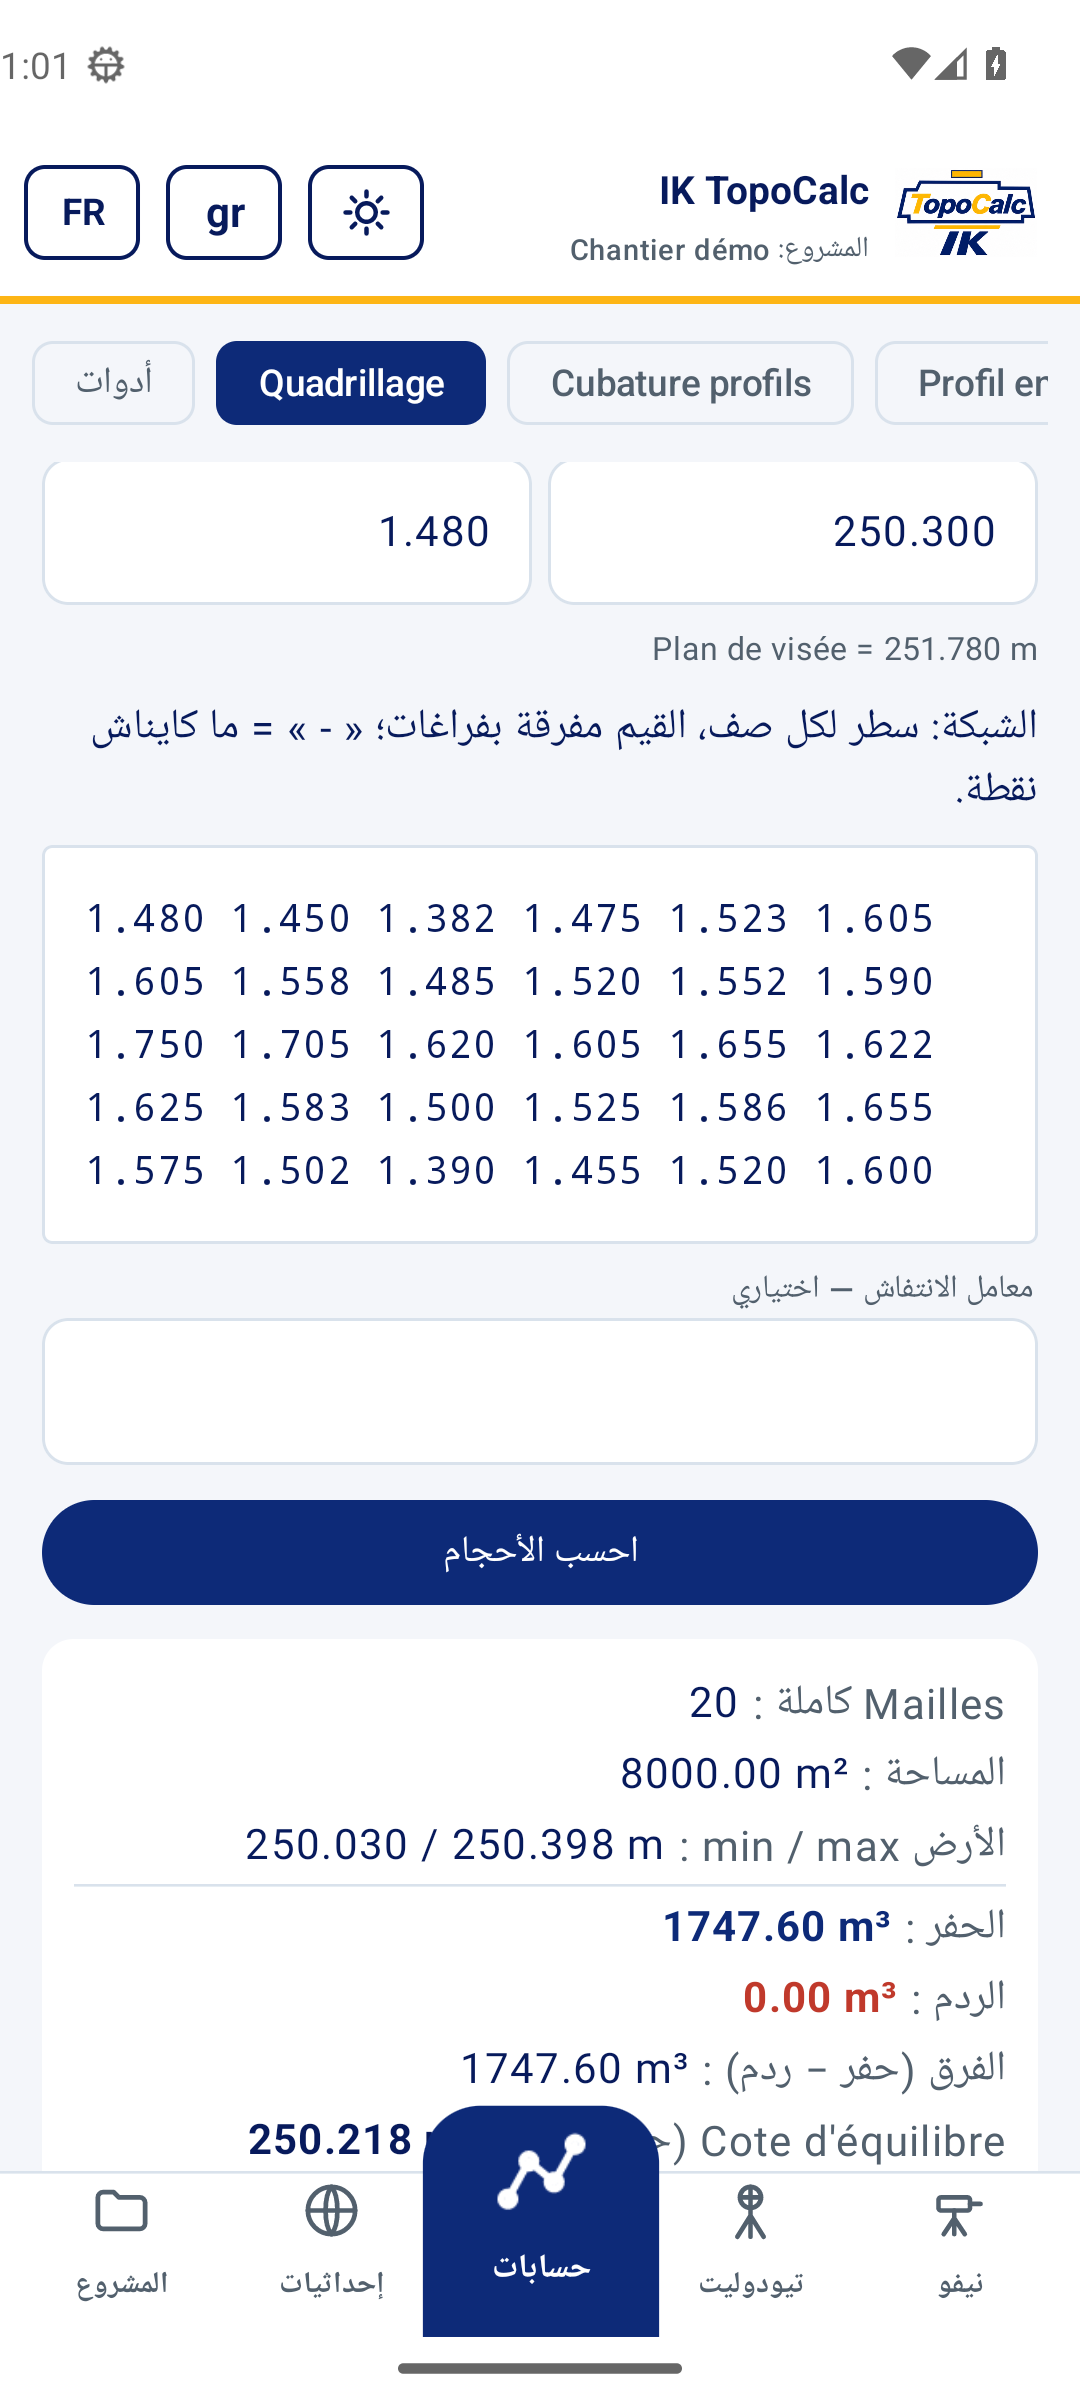 1:01
FR
gr
IK TopoCalc
المشروع: Chantier démo
TopoCalc
IK
أدوات
Quadrillage
Cubature profils
Profil en
1.480
250.300
Plan de visée = 251.780 m
الشبكة: سطر لكل صف، القيم مفرقة بفراغات؛ « - » = ما كايناش
نقطة.
1.480 1.450 1.382 1.475 1.523 1.605
1.605 1.558 1.485 1.520 1.552 1.590
1.750 1.705 1.620 1.605 1.655 1.622
1.625 1.583 1.500 1.525 1.586 1.655
1.575 1.502 1.390 1.455 1.520 1.600
معامل الانتفاش — اختياري
احسب الأحجام
Mailles كاملة : 20
المساحة : 8000.00 m²
الأرض min / max : 250.030 / 250.398 m
الحفر : 1747.60 m³
الردم : 0.00 m³
الفرق (حفر − ردم) : 1747.60 m³
Cote d'équilibre 250.218
نيفو
تيودوليت
حسابات
إحداثيات
المشروع